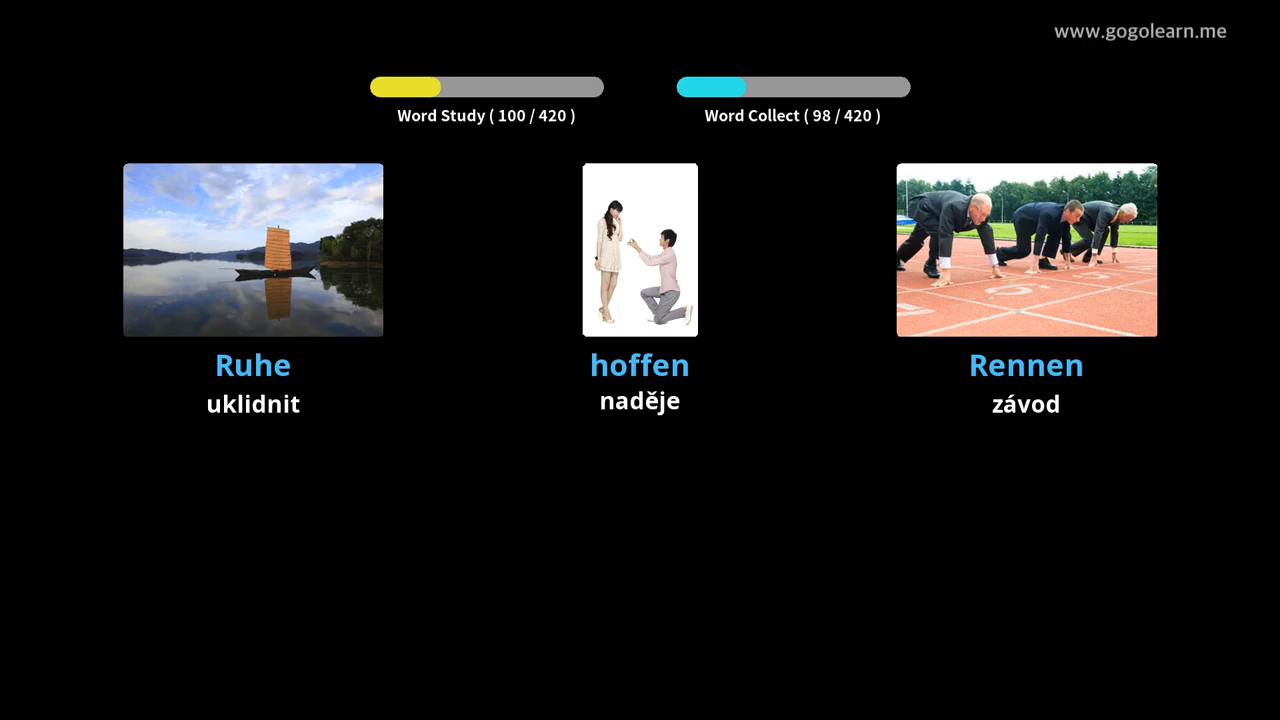 www.gogolearn.me
Word Study ( 100 / 420 )
Word Collect ( 98 / 420 )
Ruhe
uklidnit
hoffen
naděje
Rennen
závod